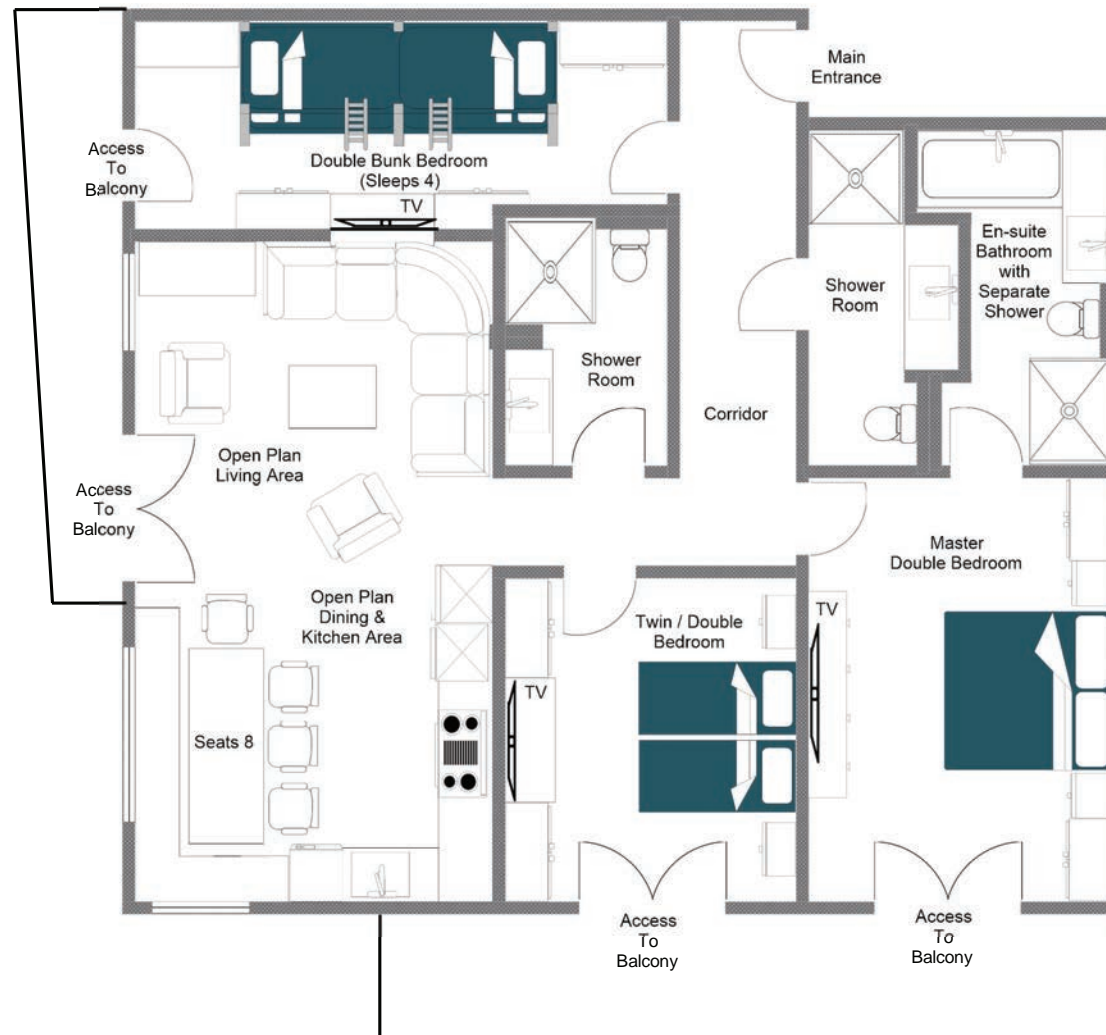 Main
Entrance
Access
To
Balcony
Double Bunk Bedroom
(Sleeps 4)
TV
En-suite
Bathroom
with
Separate
Shower
Shower
Room
Shower
Room
Corridor
Open Plan
Living Area
Access
To
Balcony
Master
Double Bedroom
Open Plan
Dining &
Kitchen Area
Twin / Double
Bedroom
TV
TV
Seats 8
Access
To
Balcony
Access
To
Balcony